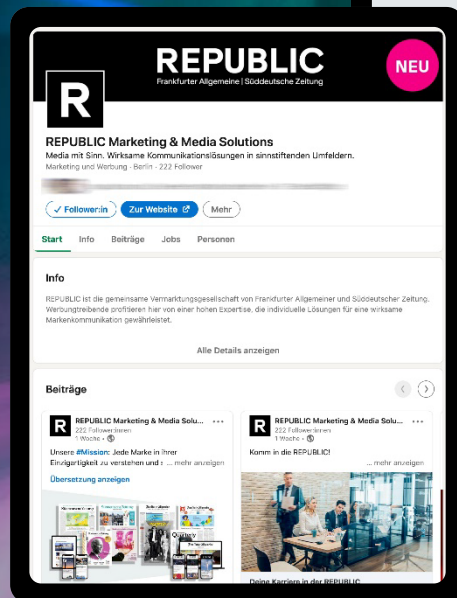 REPUBLIC
Frankfurter Allgemeine | Süddeutsche Zeitung
NEU
R
REPUBLIC Marketing & Media Solutions
Media mit Sinn. Wirksame Kommunikationslösungen in sinnstiftenden Umfeldern.
Marketing und Werbung · Berlin · 222 Follower
✓ Follower:in
Zur Website
Mehr
Start Info Beiträge Jobs Personen
Info
REPUBLIC ist die gemeinsame Vermarktungsgesellschaft von Frankfurter Allgemeiner und Süddeutscher Zeitung.
Werbungtreibende profitieren hier von einer hohen Expertise, die individuelle Lösungen für eine wirksame
Markenkommunikation gewährleistet.
Alle Details anzeigen
Beiträge
R
REPUBLIC Marketing & Media Solu...
222 Follower:innen
1 Woche •
Unsere #Mission: Jede Marke in ihrer
Einzigartigkeit zu verstehen und s ... mehr anzeigen
Übersetzung anzeigen
Quarterly
R
REPUBLIC Marketing & Media Solu...
222 Follower:innen
1 Woche •
Komm in die REPUBLIC!
... mehr anzeigen
Deine Karriere in der REPUBLIC